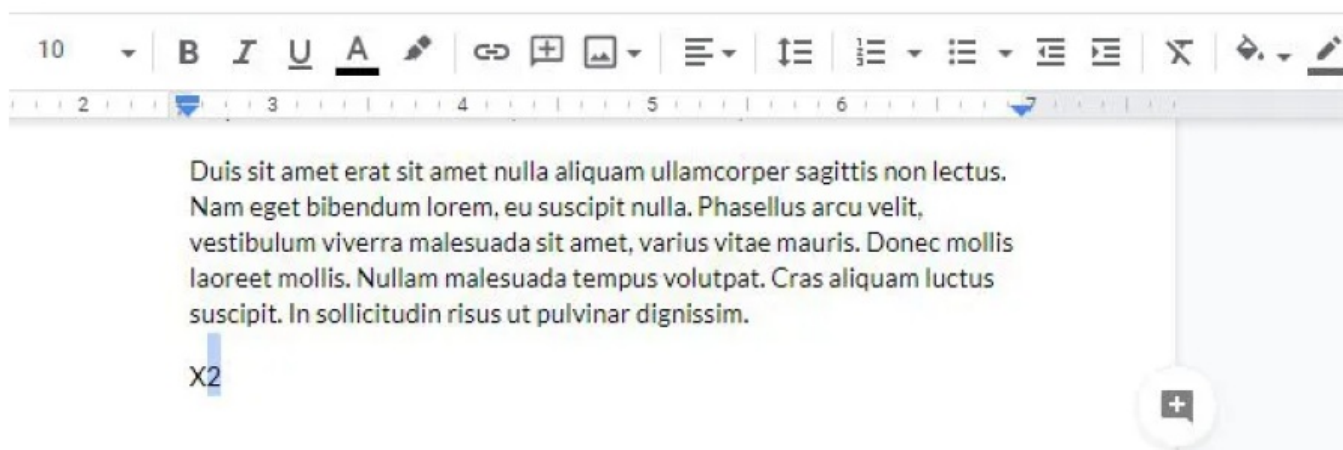 10 B I U A
2 3 4 5 6 7
Duis sit amet erat sit amet nulla aliquam ullamcorper sagittis non lectus.
Nam eget bibendum lorem, eu suscipit nulla. Phasellus arcu velit,
vestibulum viverra malesuada sit amet, varius vitae mauris. Donec mollis
laoreet mollis. Nullam malesuada tempus volutpat. Cras aliquam luctus
suscipit. In sollicitudin risus ut pulvinar dignissim.
X2